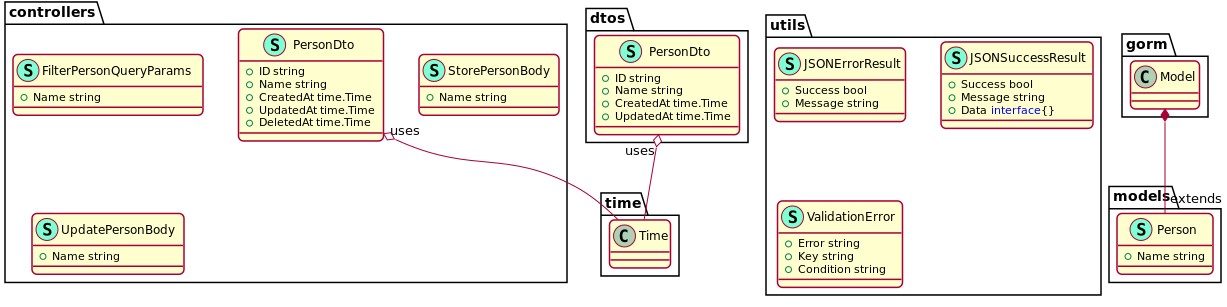 controllers
S FilterPersonQueryParams
Name string
S PersonDto
ID string
Name string
CreatedAt time.Time
UpdatedAt time.Time
DeletedAt time.Time
S StorePersonBody
Name string
uses
S UpdatePersonBody
Name string
dtos
S PersonDto
ID string
Name string
CreatedAt time.Time
UpdatedAt time.Time
uses
time
C Time
utils
S JSONErrorResult
Success bool
Message string
S JSONSuccessResult
Success bool
Message string
Data interface{}
S ValidationError
Error string
Key string
Condition string
gorm
C Model
models
extends
S Person
Name string